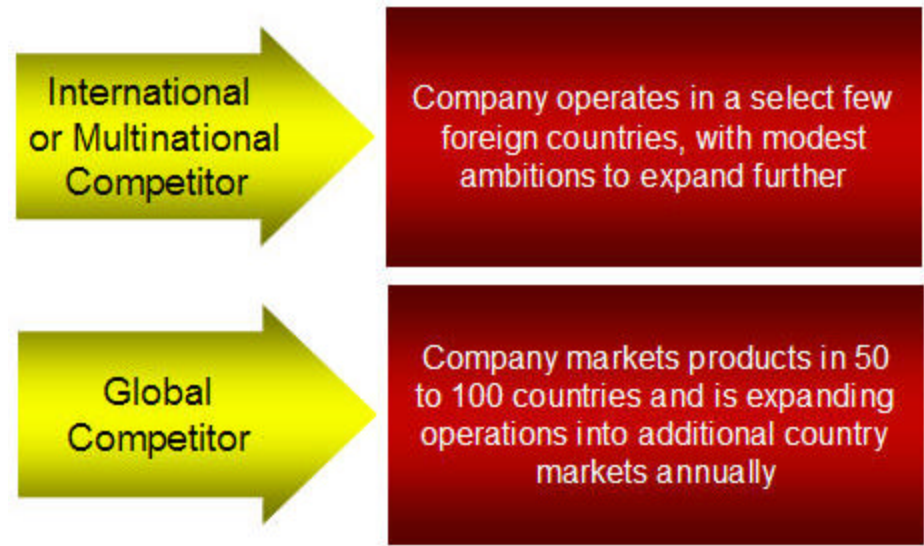 International
or Multinational
Competitor
Company operates in a select few
foreign countries, with modest
ambitions to expand further
Global
Competitor
Company markets products in 50
to 100 countries and is expanding
operations into additional country
markets annually